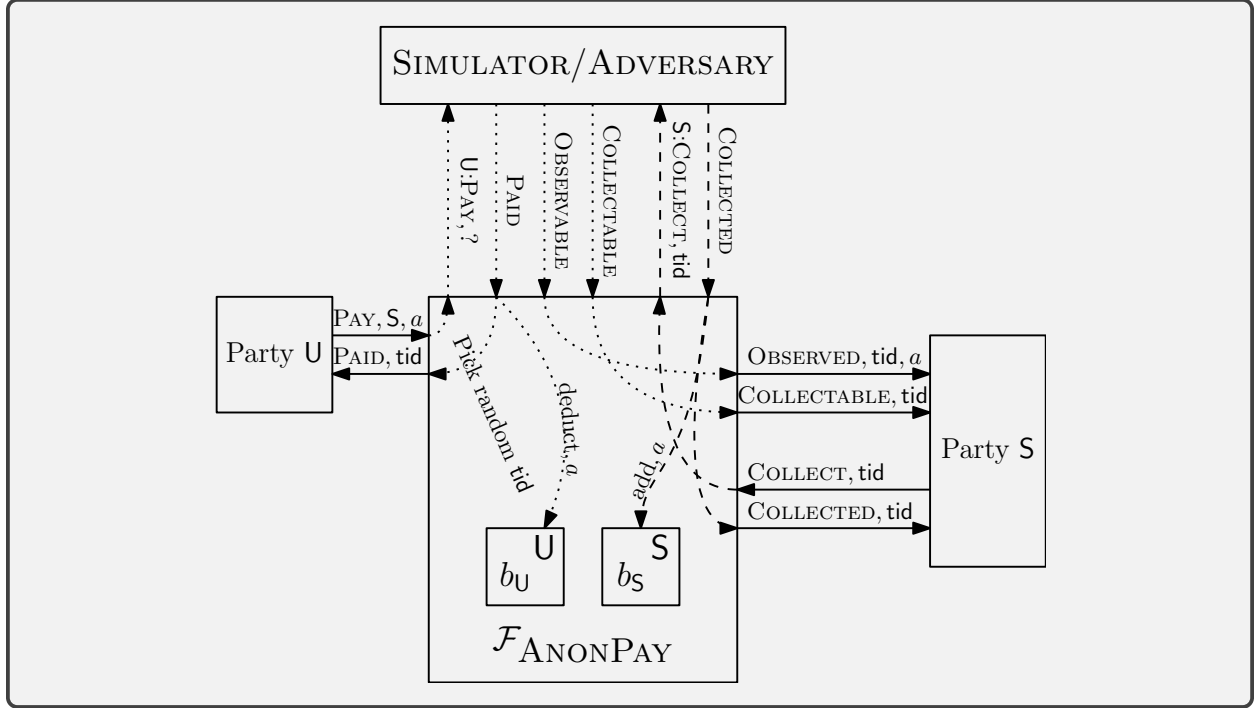 SIMULATOR/ADVERSARY
U:PAY, ?
PAID
OBSERVABLE
COLLECTABLE
S:COLLECT, tid
COLLECTED
Party U
PAY, S, a
PAID, tid
Pick random tid
deduct, a
add, a
OBSERVED, tid, a
COLLECTABLE, tid
COLLECT, tid
COLLECTED, tid
Party S
U
b_U
S
b_S
ℱ_ANONPAY